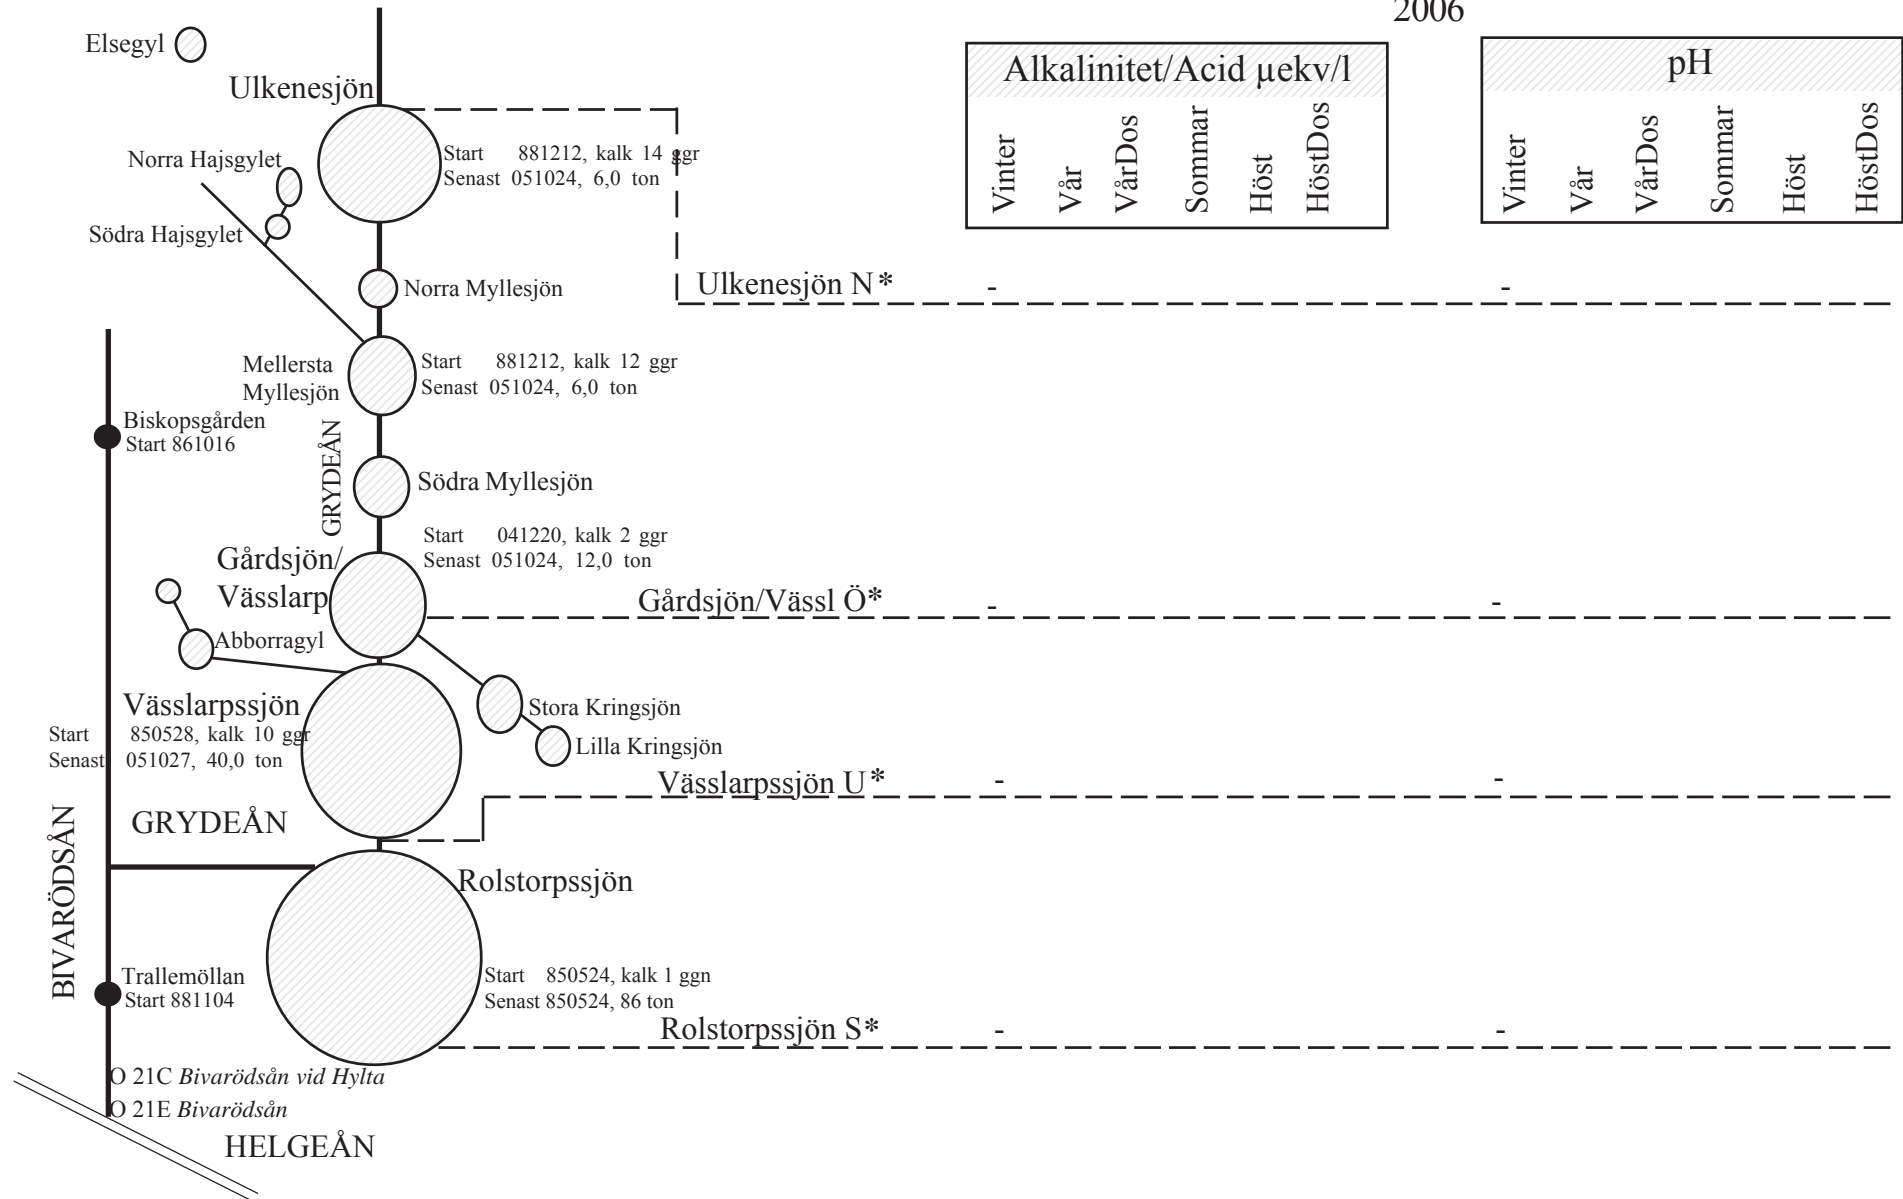 2006
Elsegyl
Alkalinitet/Acid µekv/l
pH
Ulkenesjön
Vinter
Vår
VårDos
Sommar
Höst
HöstDos
Vinter
Vår
VårDos
Sommar
Höst
HöstDos
Start 881212, kalk 14 ggr
Senast 051024, 6,0 ton
Norra Hajsgylet
Södra Hajsgylet
Norra Myllesjön
Ulkenesjön N* - -
Mellersta
Myllesjön
Start 881212, kalk 12 ggr
Senast 051024, 6,0 ton
Biskopsgården
Start 861016
GRYDEÅN
Södra Myllesjön
Start 041220, kalk 2 ggr
Senast 051024, 12,0 ton
Gårdsjön/
Vässlarp
Gårdsjön/Vässl Ö* - -
Abborragyl
Vässlarpssjön
Start 850528, kalk 10 ggr
Senast 051027, 40,0 ton
Stora Kringsjön
Lilla Kringsjön
Vässlarpssjön U* - -
GRYDEÅN
BIVARÖDSÅN
Rolstorpssjön
Trallemöllan
Start 881104
Start 850524, kalk 1 ggn
Senast 850524, 86 ton
Rolstorpssjön S* - -
O 21C Bivarödsån vid Hylta
O 21E Bivarödsån
HELGEÅN